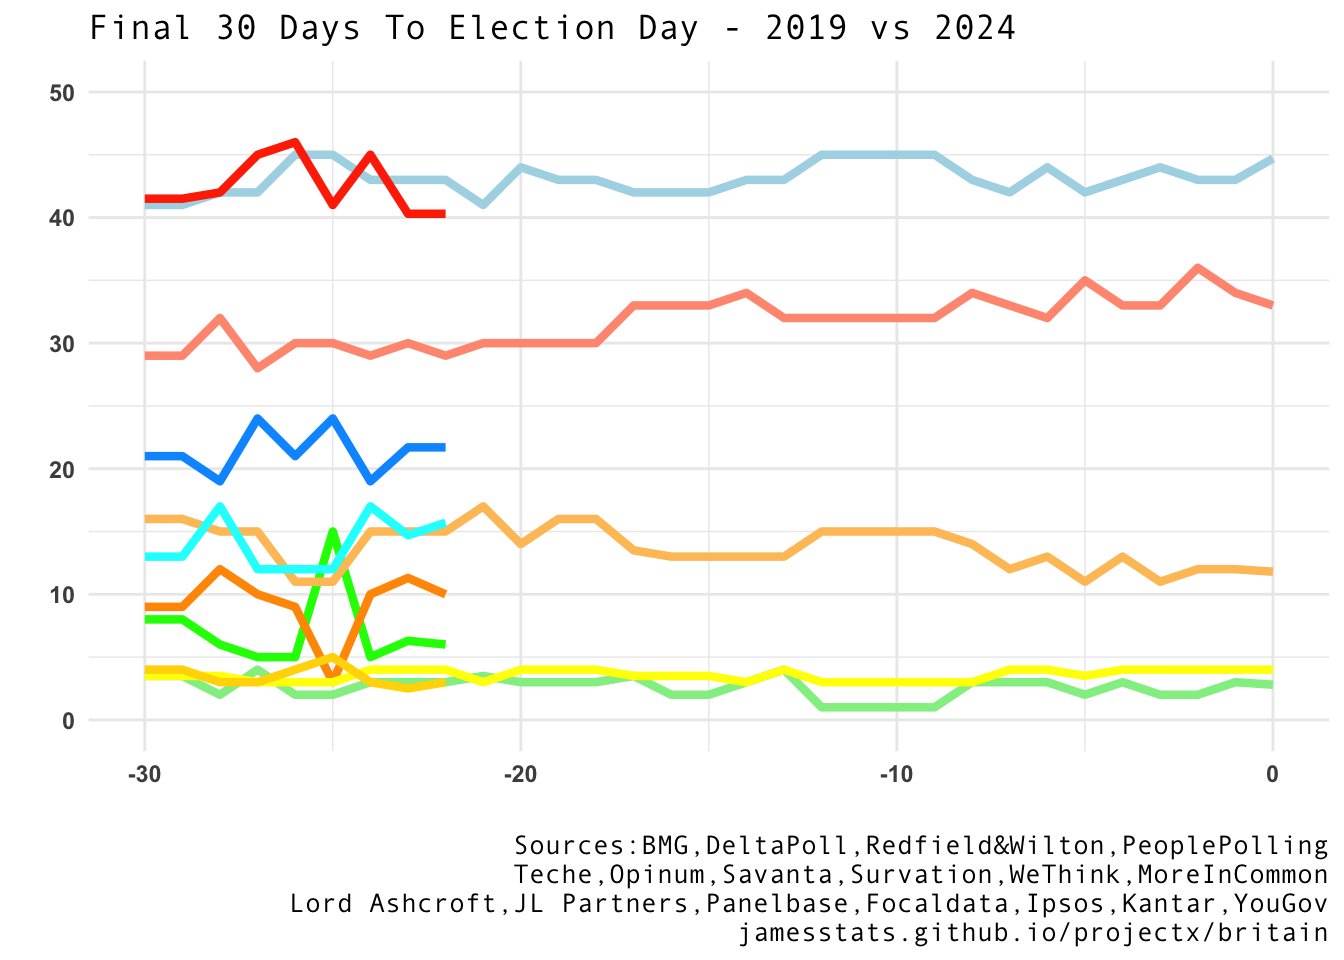 Final 30 Days To Election Day - 2019 vs 2024
50
40
30
20
10
0
-30 -20 -10 0
Sources:BMG,DeltaPoll,Redfield&Wilton,PeoplePolling
Teche,Opinum,Savanta,Survation,WeThink,MoreInCommon
Lord Ashcroft,JL Partners,Panelbase,Focaldata,Ipsos,Kantar,YouGov
jamesstats.github.io/projectx/britain